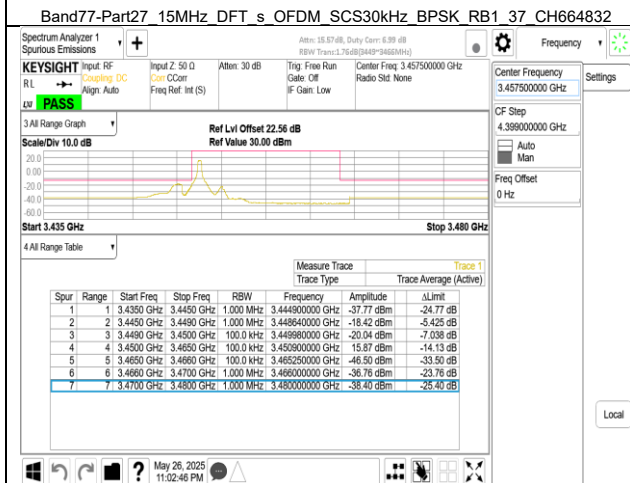 Band77-Part27_15MHz_DFT_s_OFDM_SCS30kHz_BPSK_RB1_37_CH664832
Spectrum Analyzer 1
Spurious Emissions
Attn: 15.57dB, Duty Corr: 6.99 dB
RBW Trans:1.76dB(3449~3466MHz)
Frequency
KEYSIGHT
Input: RF
Coupling: DC
Align: Auto
Input Z: 50 Ω
Corr CCorr
Freq Ref: Int (S)
Atten: 30 dB
Trig: Free Run
Gate: Off
IF Gain: Low
Center Freq: 3.457500000 GHz
Radio Std: None
RL
LXI PASS
Center Frequency
3.457500000 GHz
Settings
CF Step
4.399000000 GHz
Auto
Man
Freq Offset
0 Hz
3 All Range Graph
Scale/Div 10.0 dB
Ref Lvl Offset 22.56 dB
Ref Value 30.00 dBm
20.0
0.00
-20.0
-40.0
-60.0
Start 3.435 GHz
Stop 3.480 GHz
4 All Range Table
Measure Trace Trace 1
Trace Type Trace Average (Active)
Spur Range Start Freq Stop Freq RBW Frequency Amplitude ΔLimit
1 1 3.4350 GHz 3.4450 GHz 1.000 MHz 3.444900000 GHz -37.77 dBm -24.77 dB
2 2 3.4450 GHz 3.4490 GHz 1.000 MHz 3.448640000 GHz -18.42 dBm -5.425 dB
3 3 3.4490 GHz 3.4500 GHz 100.0 kHz 3.449980000 GHz -20.04 dBm -7.038 dB
4 4 3.4500 GHz 3.4650 GHz 100.0 kHz 3.450900000 GHz 15.87 dBm -14.13 dB
5 5 3.4650 GHz 3.4660 GHz 100.0 kHz 3.465250000 GHz -46.50 dBm -33.50 dB
6 6 3.4660 GHz 3.4700 GHz 1.000 MHz 3.466000000 GHz -36.76 dBm -23.76 dB
7 7 3.4700 GHz 3.4800 GHz 1.000 MHz 3.480000000 GHz -38.40 dBm -25.40 dB
Local
May 26, 2025
11:02:46 PM